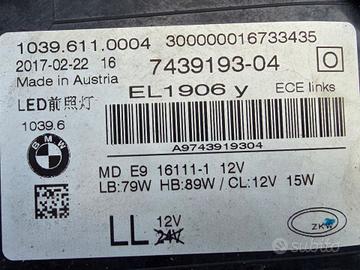 1039.611.0004 300000016733435
2017-02-22 16 7439193-04 O
Made in Austria
EL1906 y ECE links
LED前照灯
1039.6
A9743919304
BMW
MD E9 16111-1 12V
LB:79W HB:89W / CL:12V 15W
LL 12V
24V
ZKW
subito